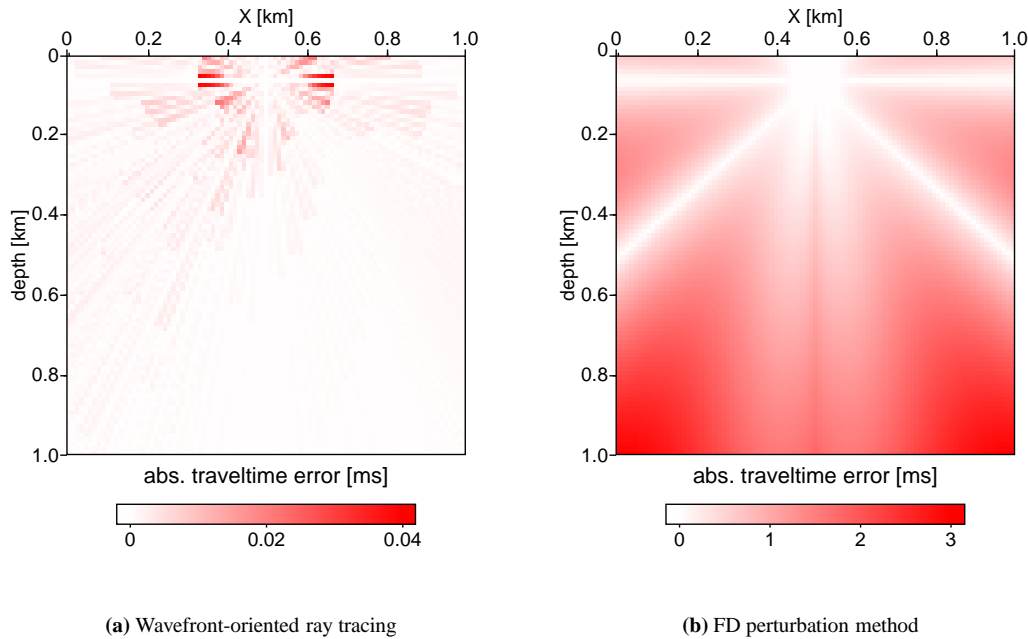 X [km]
0 0.2 0.4 0.6 0.8 1.0
0
0.2
0.4
0.6
0.8
1.0
depth [km]
abs. traveltime error [ms]
0 0.02 0.04
(a) Wavefront-oriented ray tracing
X [km]
0 0.2 0.4 0.6 0.8 1.0
0
0.2
0.4
0.6
0.8
1.0
depth [km]
abs. traveltime error [ms]
0 1 2 3
(b) FD perturbation method